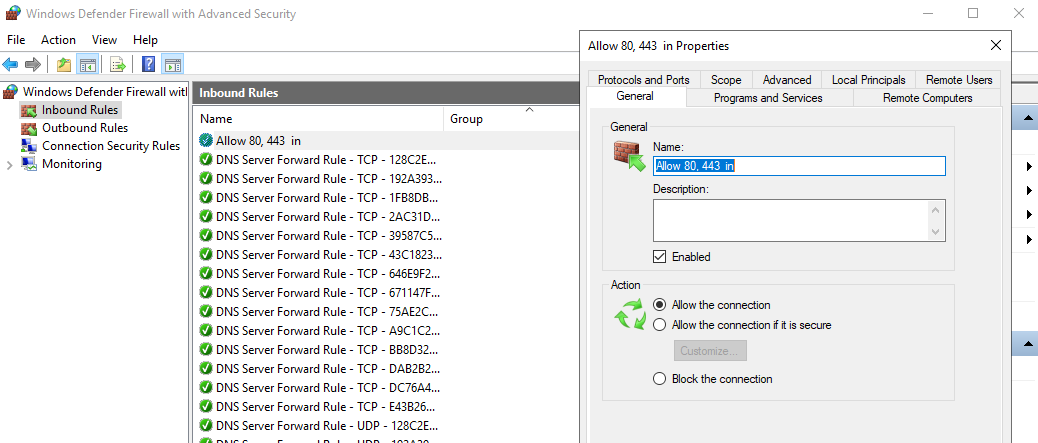 Windows Defender Firewall with Advanced Security
File Action View Help
Windows Defender Firewall with
Inbound Rules
Outbound Rules
Connection Security Rules
Monitoring
Inbound Rules
Name Group
Allow 80, 443  in
DNS Server Forward Rule - TCP - 128C2E...
DNS Server Forward Rule - TCP - 192A393...
DNS Server Forward Rule - TCP - 1FB8DB...
DNS Server Forward Rule - TCP - 2AC31D...
DNS Server Forward Rule - TCP - 39587C5...
DNS Server Forward Rule - TCP - 43C1823...
DNS Server Forward Rule - TCP - 646E9F2...
DNS Server Forward Rule - TCP - 671147F...
DNS Server Forward Rule - TCP - 75AE2C...
DNS Server Forward Rule - TCP - A9C1C2...
DNS Server Forward Rule - TCP - BB8D32...
DNS Server Forward Rule - TCP - DAB2B2...
DNS Server Forward Rule - TCP - DC76A4...
DNS Server Forward Rule - TCP - E43B26...
DNS Server Forward Rule - UDP - 128C2E...
Allow 80, 443  in Properties
Protocols and Ports Scope Advanced Local Principals Remote Users
General Programs and Services Remote Computers
General
Name:
Allow 80, 443  in
Description:
Enabled
Action
Allow the connection
Allow the connection if it is secure
Customize...
Block the connection